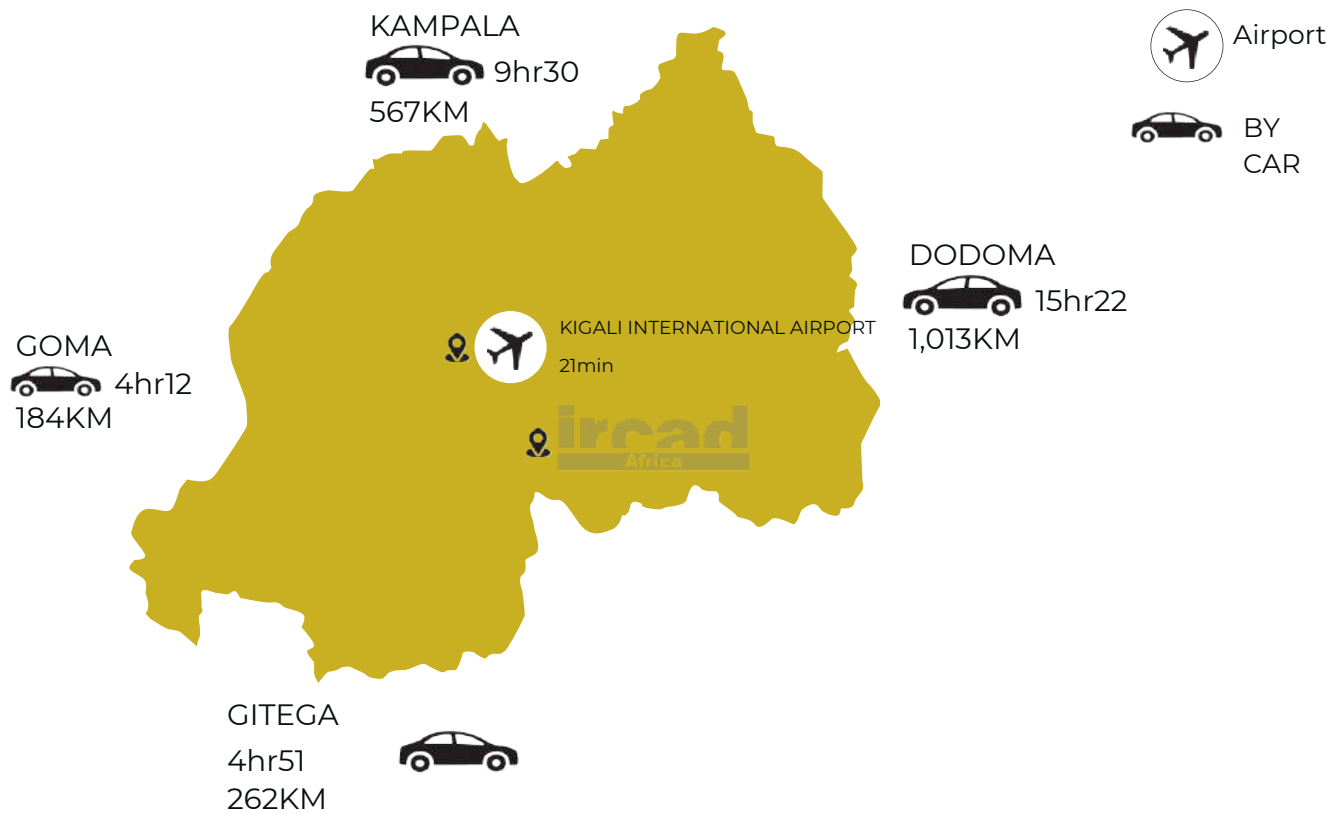 KAMPALA
9hr30
567KM
Airport
BY
CAR
DODOMA
15hr22
1,013KM
GOMA
4hr12
184KM
KIGALI INTERNATIONAL AIRPORT
21min
ircad
Africa
GITEGA
4hr51
262KM